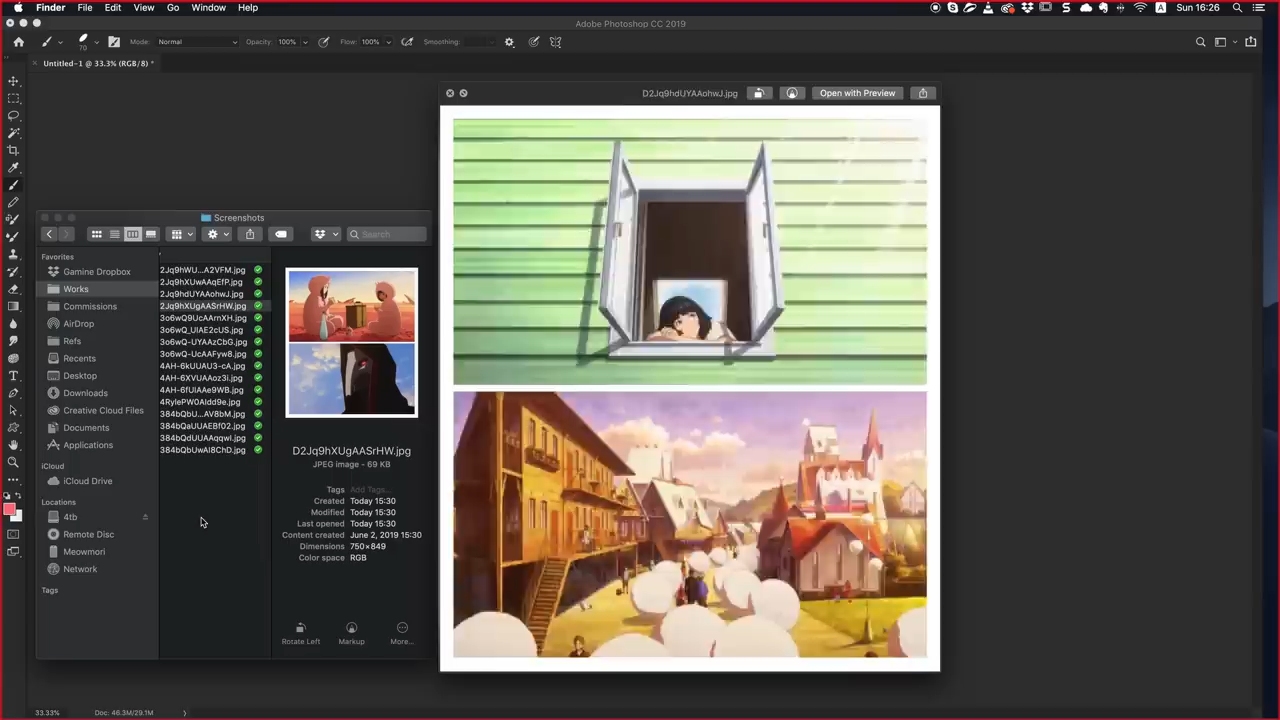 Finder File Edit View Go Window Help
Sun 16:26
Adobe Photoshop CC 2019
70 Mode: Normal Opacity: 100% Flow: 100% Smoothing:
Untitled-1 @ 33.3% (RGB/8) *
D2Jq9hdUYAAohwJ.jpg Open with Preview
Screenshots
Search
Favorites
Gamine Dropbox
Works
Commissions
AirDrop
Refs
Recents
Desktop
Downloads
Creative Cloud Files
Documents
Applications
iCloud
iCloud Drive
Locations
4tb
Remote Disc
Meowmori
Network
Tags
2Jq9hWU...A2VFM.jpg
2Jq9hXUwAAqEfP.jpg
2Jq9hdUYAAohwJ.jpg
2Jq9hXUgAASrHW.jpg
3o6wQ9UcAArnXH.jpg
3o6wQ_UIAE2cUS.jpg
3o6wQ-UYAAzCbG.jpg
3o6wQ-UcAAFyw8.jpg
4AH-6kUUAU3-cA.jpg
4AH-6XVUAAoz3i.jpg
4AH-6fUIAAe9WB.jpg
4RylePW0AIdd9e.jpg
384bQbU...AV8bM.jpg
384bQaUUAEBf02.jpg
384bQdUUAAqqwI.jpg
384bQbUwAI8ChD.jpg
D2Jq9hXUgAASrHW.jpg
JPEG image - 69 KB
Tags Add Tags...
Created Today 15:30
Modified Today 15:30
Last opened Today 15:30
Content created June 2, 2019 15:30
Dimensions 750×849
Color space RGB
Rotate Left Markup More...
33.33% Doc: 46.3M/29.1M